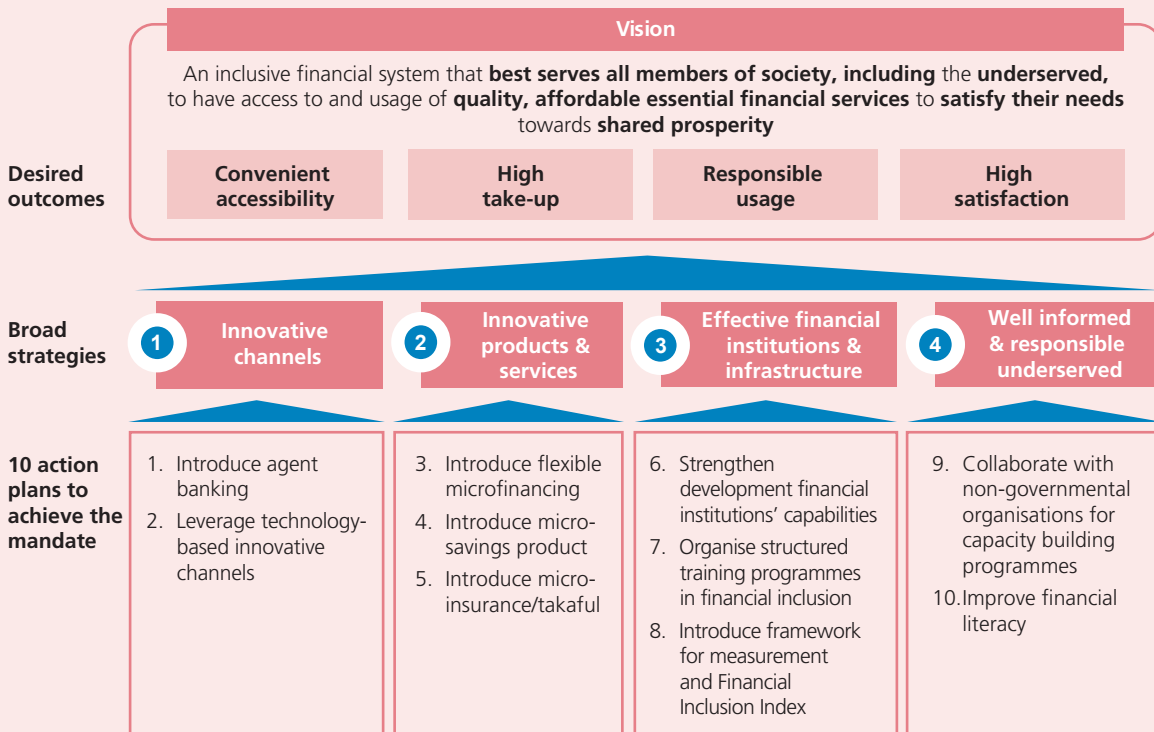 Vision
An inclusive financial system that best serves all members of society, including the underserved,
to have access to and usage of quality, affordable essential financial services to satisfy their needs
towards shared prosperity
Desired
outcomes
Convenient
accessibility
High
take-up
Responsible
usage
High
satisfaction
Broad
strategies
1
Innovative
channels
2
Innovative
products &
services
3
Effective financial
institutions &
infrastructure
4
Well informed
& responsible
underserved
10 action
plans to
achieve the
mandate
1. Introduce agent
banking
2. Leverage technology-
based innovative
channels
3. Introduce flexible
microfinancing
4. Introduce micro-
savings product
5. Introduce micro-
insurance/takaful
6. Strengthen
development financial
institutions’ capabilities
7. Organise structured
training programmes
in financial inclusion
8. Introduce framework
for measurement
and Financial
Inclusion Index
9. Collaborate with
non-governmental
organisations for
capacity building
programmes
10.Improve financial
literacy